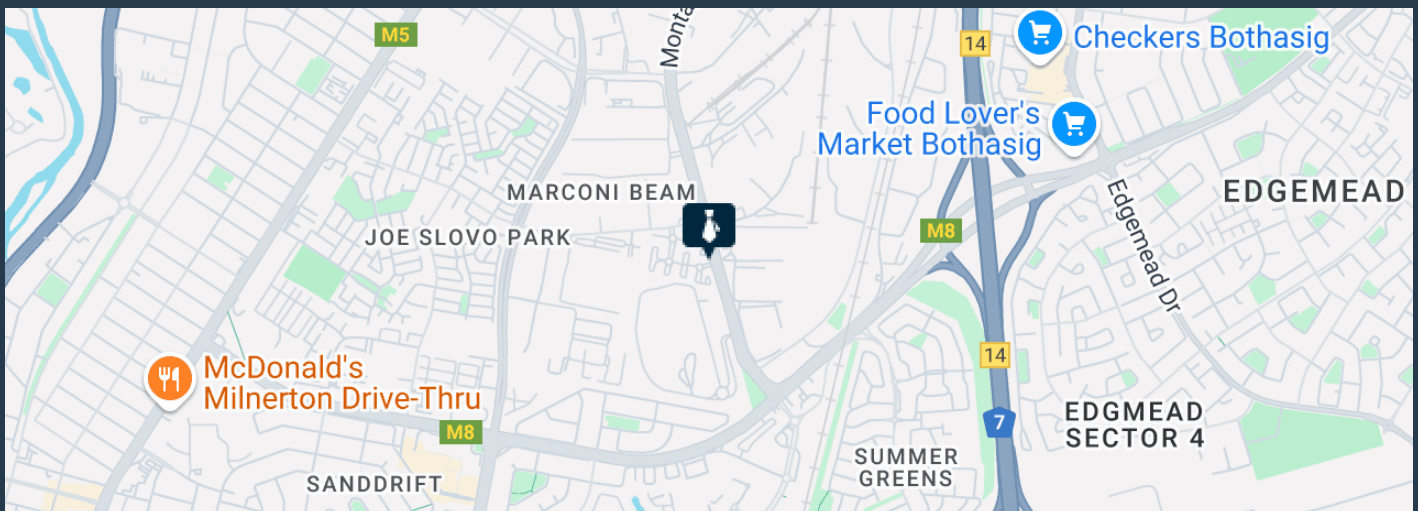 M5
Monta
14
Checkers Bothasig
Food Lover's
Market Bothasig
MARCONI BEAM
EDGEMEAD
JOE SLOVO PARK
M8
Edgemead Dr
14
McDonald's
Milnerton Drive-Thru
M8
7
EDGMEAD
SECTOR 4
SUMMER
GREENS
SANDDRIFT